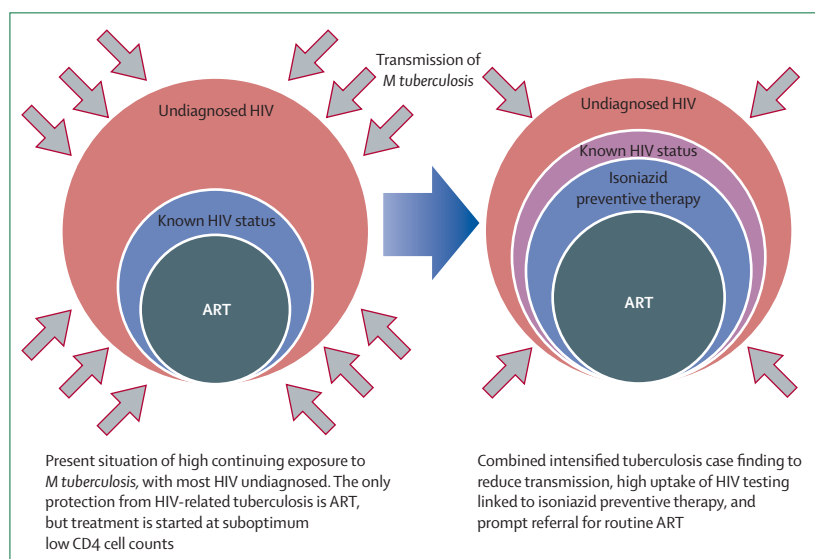 Transmission of
M tuberculosis
Undiagnosed HIV
Known HIV status
ART
Undiagnosed HIV
Known HIV status
Isoniazid
preventive therapy
ART
Present situation of high continuing exposure to
M tuberculosis, with most HIV undiagnosed. The only
protection from HIV-related tuberculosis is ART,
but treatment is started at suboptimum
low CD4 cell counts
Combined intensified tuberculosis case finding to
reduce transmission, high uptake of HIV testing
linked to isoniazid preventive therapy, and
prompt referral for routine ART